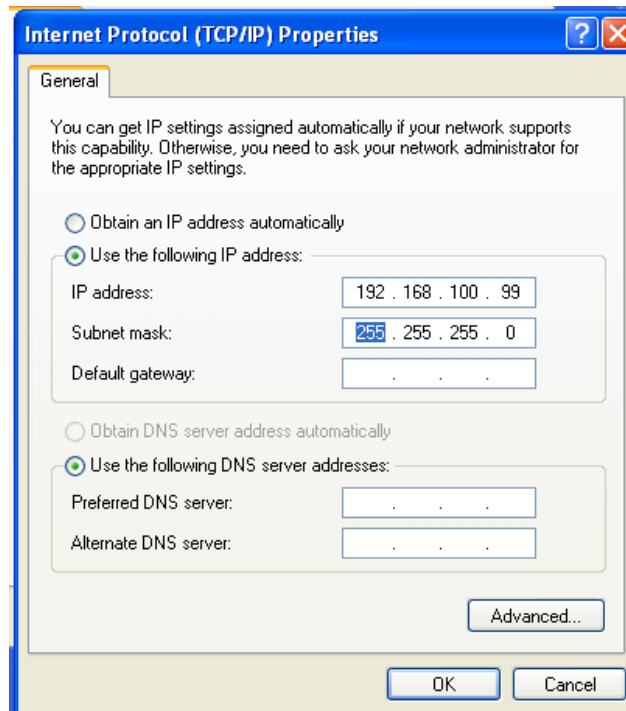 Internet Protocol (TCP/IP) Properties
General
You can get IP settings assigned automatically if your network supports
this capability. Otherwise, you need to ask your network administrator for
the appropriate IP settings.
Obtain an IP address automatically
Use the following IP address:
IP address: 192 . 168 . 100 . 99
Subnet mask: 255 . 255 . 255 . 0
Default gateway: . . .
Obtain DNS server address automatically
Use the following DNS server addresses:
Preferred DNS server: . . .
Alternate DNS server: . . .
Advanced...
OK Cancel